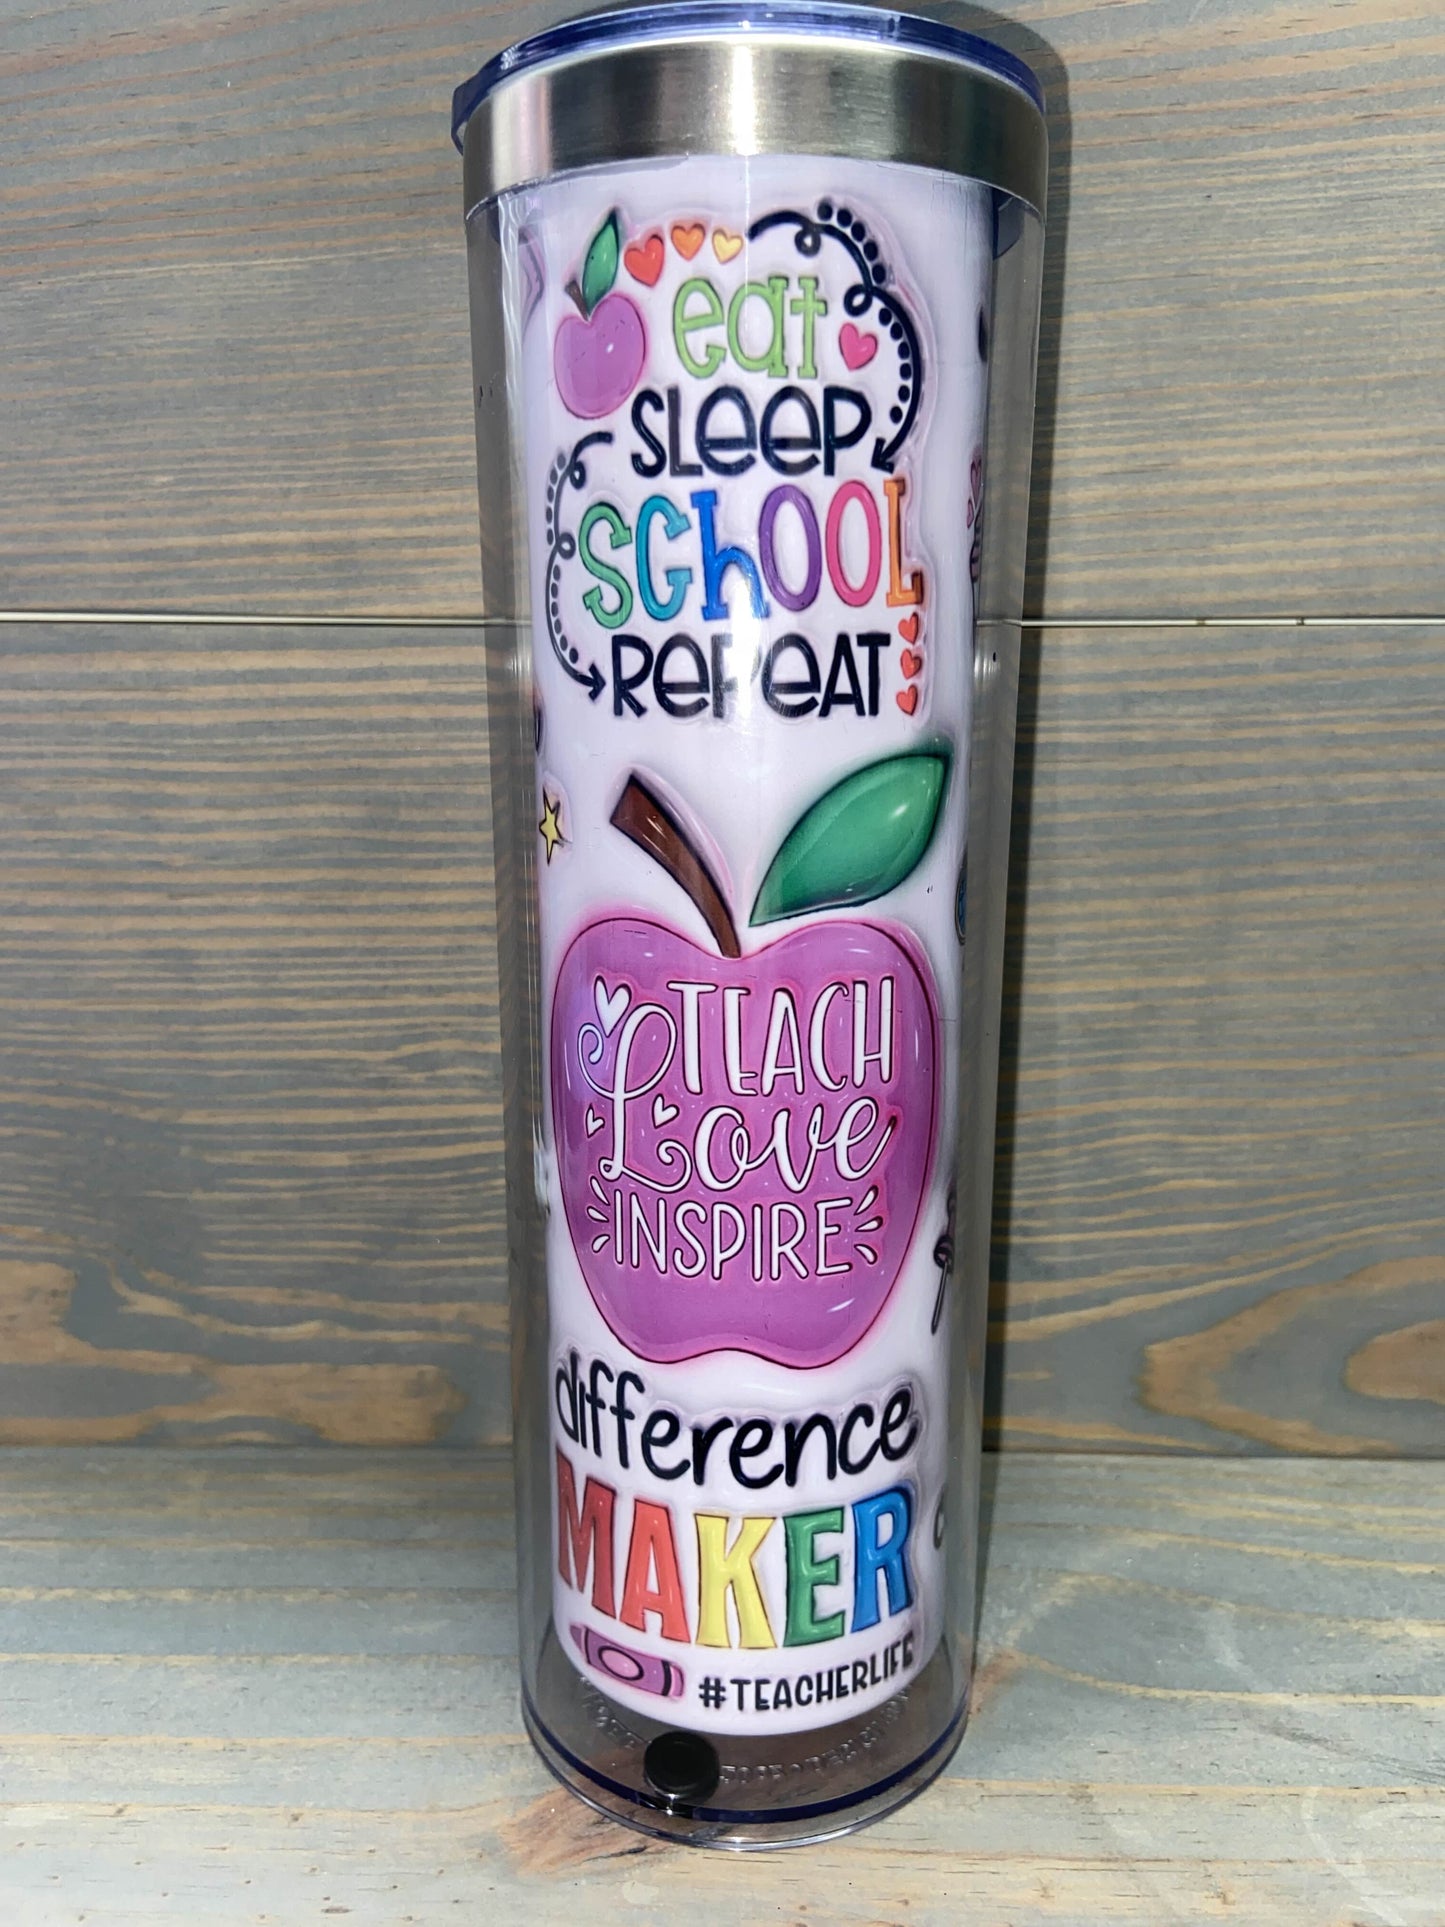 eat
SLeeP
SCHOOL
RePeAT
TEACH
Love
INSPIRE
difference
MAKER
#TEACHERLIFE